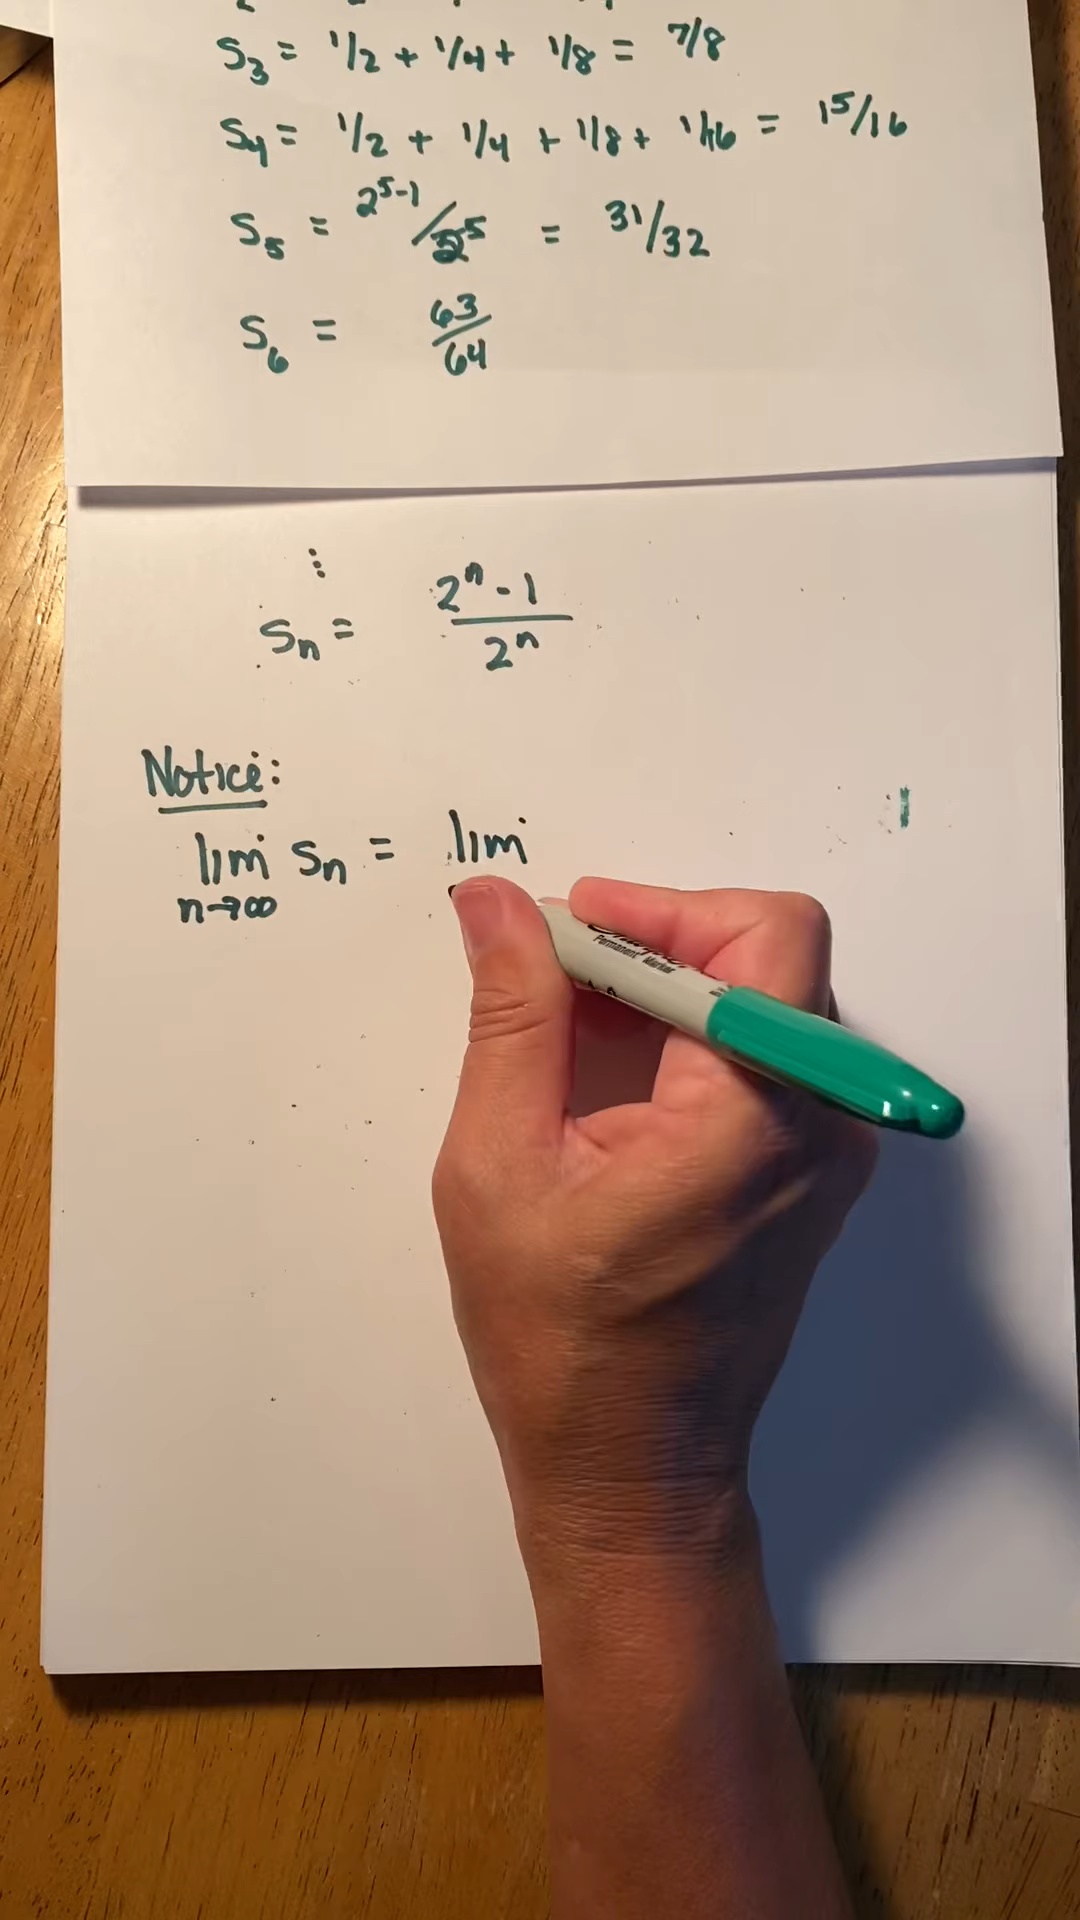 S3 = 1/2 + 1/4 + 1/8 = 7/8
S4 = 1/2 + 1/4 + 1/8 + 1/16 = 15/16
S5 = 2^5-1/2^5 = 31/32
S6 = 63/64
⋮
Sn = 2^n - 1/2^n
Notice:
lim n→∞ Sn = lim
Permanent Marker